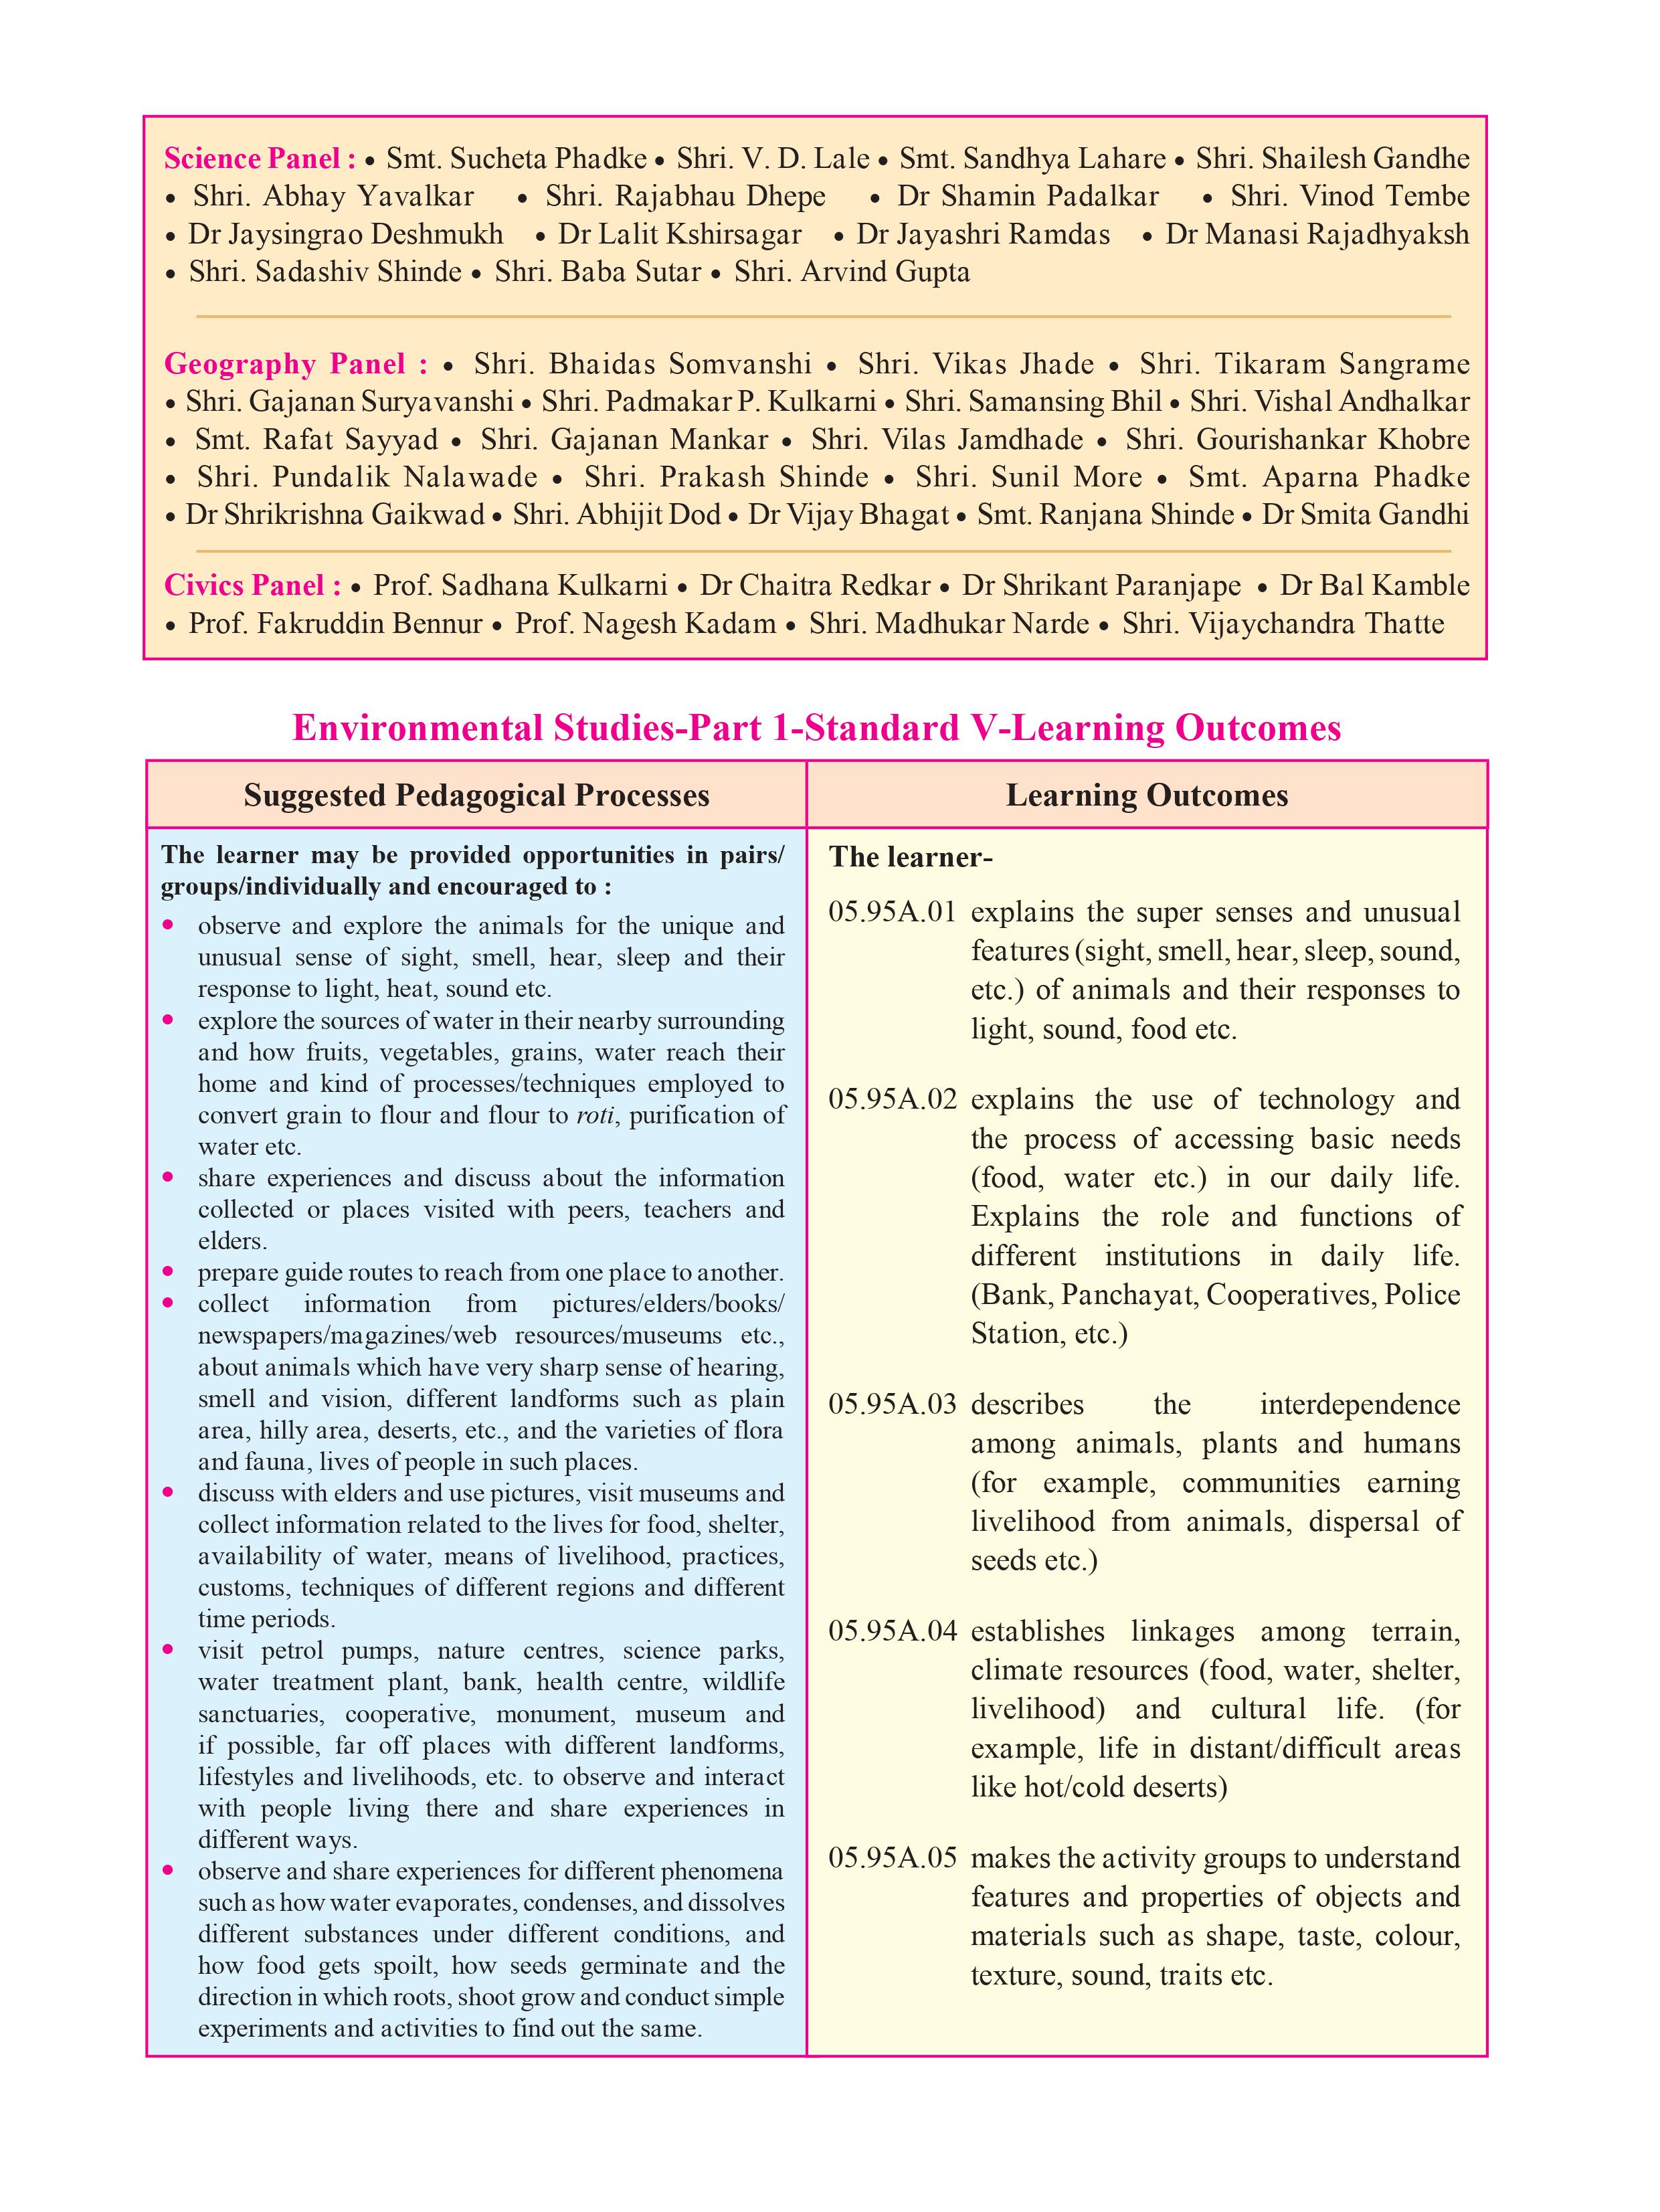 Science Panel : • Smt. Sucheta Phadke • Shri. V. D. Lale • Smt. Sandhya Lahare • Shri. Shailesh Gandhe
• Shri. Abhay Yavalkar • Shri. Rajabhau Dhepe • Dr Shamin Padalkar • Shri. Vinod Tembe
• Dr Jaysingrao Deshmukh • Dr Lalit Kshirsagar • Dr Jayashri Ramdas • Dr Manasi Rajadhyaksh
• Shri. Sadashiv Shinde • Shri. Baba Sutar • Shri. Arvind Gupta
Geography Panel : • Shri. Bhaidas Somvanshi • Shri. Vikas Jhade • Shri. Tikaram Sangrame
• Shri. Gajanan Suryavanshi • Shri. Padmakar P. Kulkarni • Shri. Samansing Bhil • Shri. Vishal Andhalkar
• Smt. Rafat Sayyad • Shri. Gajanan Mankar • Shri. Vilas Jamdhade • Shri. Gourishankar Khobre
• Shri. Pundalik Nalawade • Shri. Prakash Shinde • Shri. Sunil More • Smt. Aparna Phadke
• Dr Shrikrishna Gaikwad • Shri. Abhijit Dod • Dr Vijay Bhagat • Smt. Ranjana Shinde • Dr Smita Gandhi
Civics Panel : • Prof. Sadhana Kulkarni • Dr Chaitra Redkar • Dr Shrikant Paranjape • Dr Bal Kamble
• Prof. Fakruddin Bennur • Prof. Nagesh Kadam • Shri. Madhukar Narde • Shri. Vijaychandra Thatte
Environmental Studies-Part 1-Standard V-Learning Outcomes
Suggested Pedagogical Processes
The learner may be provided opportunities in pairs/
groups/individually and encouraged to :
• observe and explore the animals for the unique and
unusual sense of sight, smell, hear, sleep and their
response to light, heat, sound etc.
• explore the sources of water in their nearby surrounding
and how fruits, vegetables, grains, water reach their
home and kind of processes/techniques employed to
convert grain to flour and flour to roti, purification of
water etc.
• share experiences and discuss about the information
collected or places visited with peers, teachers and
elders.
• prepare guide routes to reach from one place to another.
• collect information from pictures/elders/books/
newspapers/magazines/web resources/museums etc.,
about animals which have very sharp sense of hearing,
smell and vision, different landforms such as plain
area, hilly area, deserts, etc., and the varieties of flora
and fauna, lives of people in such places.
• discuss with elders and use pictures, visit museums and
collect information related to the lives for food, shelter,
availability of water, means of livelihood, practices,
customs, techniques of different regions and different
time periods.
• visit petrol pumps, nature centres, science parks,
water treatment plant, bank, health centre, wildlife
sanctuaries, cooperative, monument, museum and
if possible, far off places with different landforms,
lifestyles and livelihoods, etc. to observe and interact
with people living there and share experiences in
different ways.
• observe and share experiences for different phenomena
such as how water evaporates, condenses, and dissolves
different substances under different conditions, and
how food gets spoilt, how seeds germinate and the
direction in which roots, shoot grow and conduct simple
experiments and activities to find out the same.
Learning Outcomes
The learner-
05.95A.01 explains the super senses and unusual
features (sight, smell, hear, sleep, sound,
etc.) of animals and their responses to
light, sound, food etc.
05.95A.02 explains the use of technology and
the process of accessing basic needs
(food, water etc.) in our daily life.
Explains the role and functions of
different institutions in daily life.
(Bank, Panchayat, Cooperatives, Police
Station, etc.)
05.95A.03 describes the interdependence
among animals, plants and humans
(for example, communities earning
livelihood from animals, dispersal of
seeds etc.)
05.95A.04 establishes linkages among terrain,
climate resources (food, water, shelter,
livelihood) and cultural life. (for
example, life in distant/difficult areas
like hot/cold deserts)
05.95A.05 makes the activity groups to understand
features and properties of objects and
materials such as shape, taste, colour,
texture, sound, traits etc.